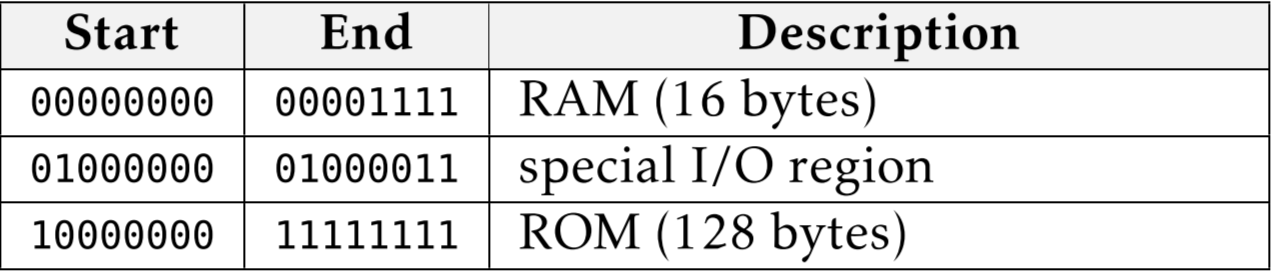 Start End Description
00000000 00001111 RAM (16 bytes)
01000000 01000011 special I/O region
10000000 11111111 ROM (128 bytes)